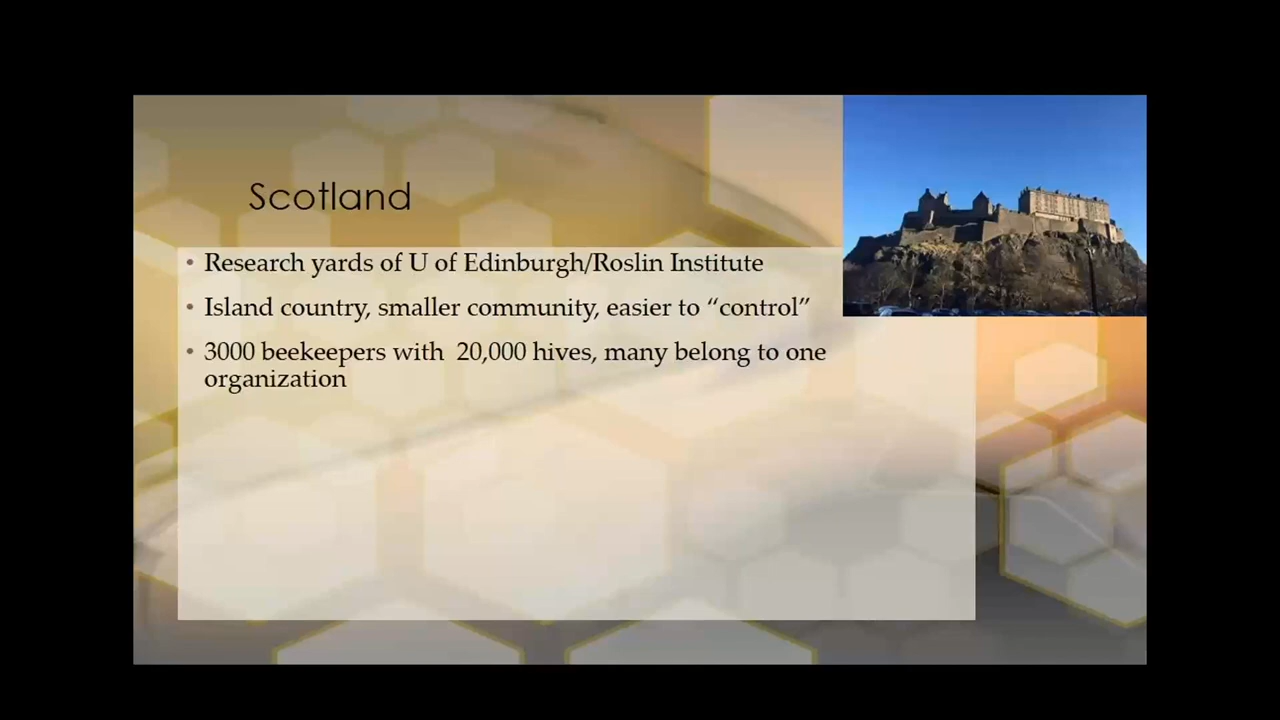 Scotland
• Research yards of U of Edinburgh/Roslin Institute
• Island country, smaller community, easier to “control”
• 3000 beekeepers with  20,000 hives, many belong to one
organization